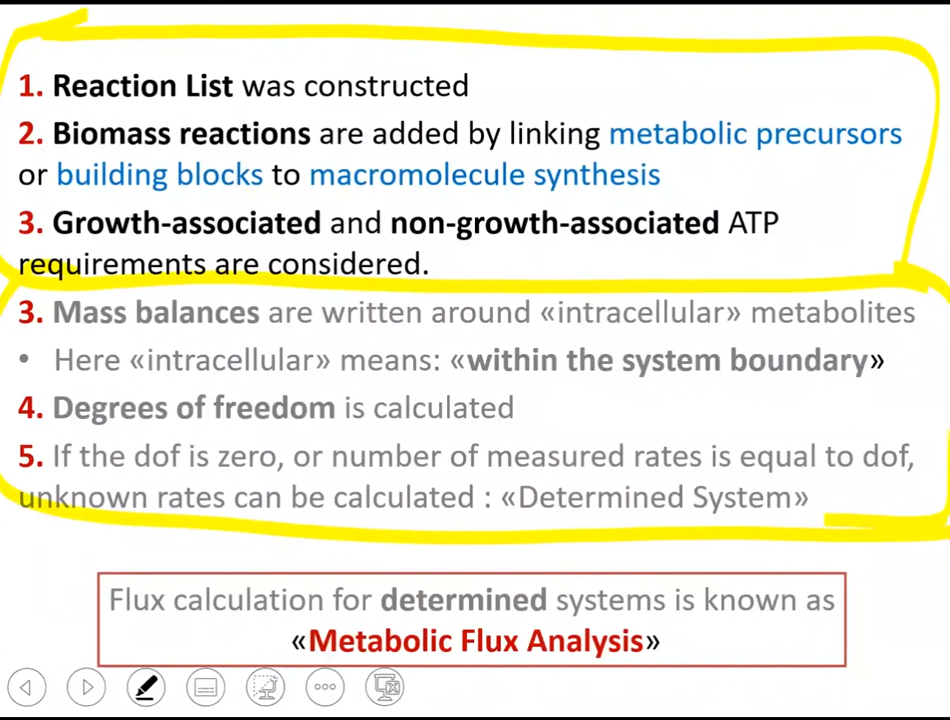 1. Reaction List was constructed
2. Biomass reactions are added by linking metabolic precursors
or building blocks to macromolecule synthesis
3. Growth-associated and non-growth-associated ATP
requirements are considered.
3. Mass balances are written around «intracellular» metabolites
• Here «intracellular» means: «within the system boundary»
4. Degrees of freedom is calculated
5. If the dof is zero, or number of measured rates is equal to dof,
unknown rates can be calculated : «Determined System»
Flux calculation for determined systems is known as
«Metabolic Flux Analysis»